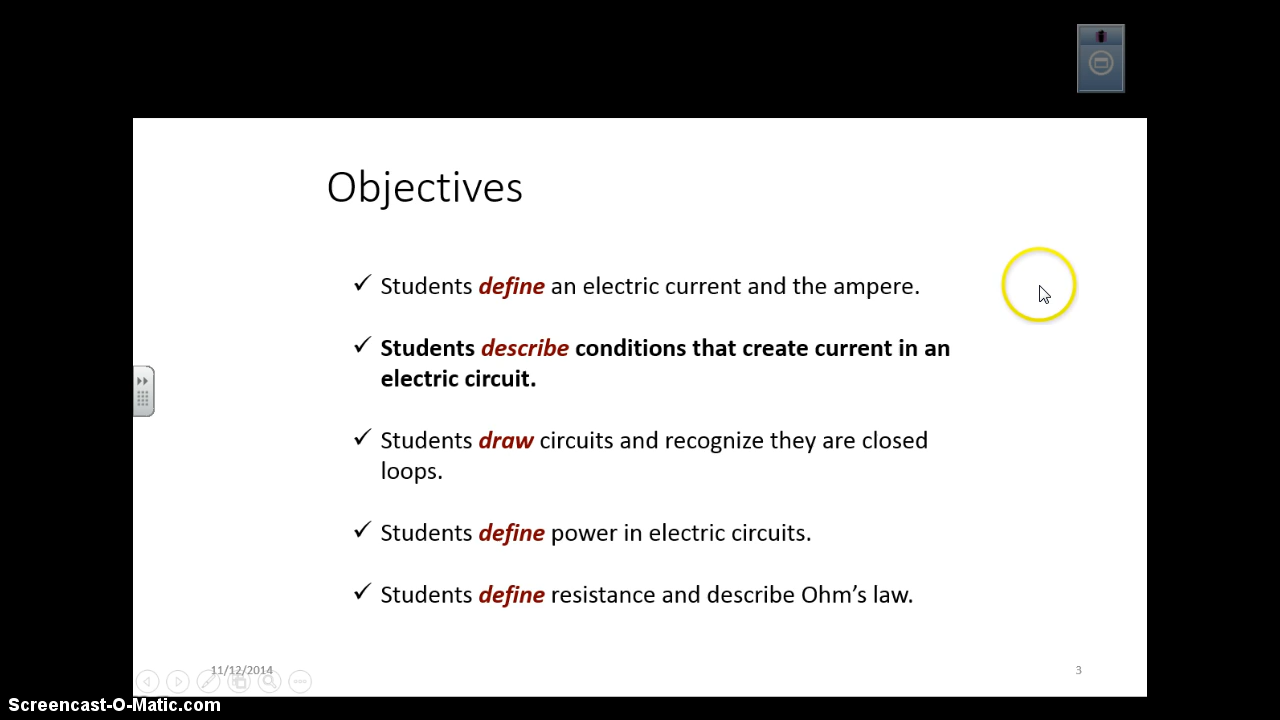 Objectives
✓ Students define an electric current and the ampere.
✓ Students describe conditions that create current in an
electric circuit.
✓ Students draw circuits and recognize they are closed
loops.
✓ Students define power in electric circuits.
✓ Students define resistance and describe Ohm’s law.
11/12/2014
3
Screencast-O-Matic.com